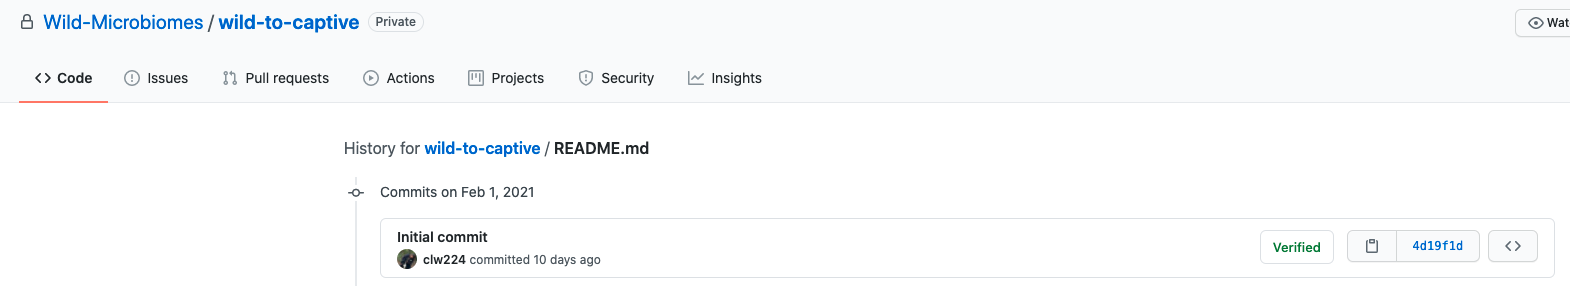 Wild-Microbiomes / wild-to-captive Private
Wat
Code Issues Pull requests Actions Projects Security Insights
History for wild-to-captive / README.md
Commits on Feb 1, 2021
Initial commit
clw224 committed 10 days ago
Verified 4d19f1d